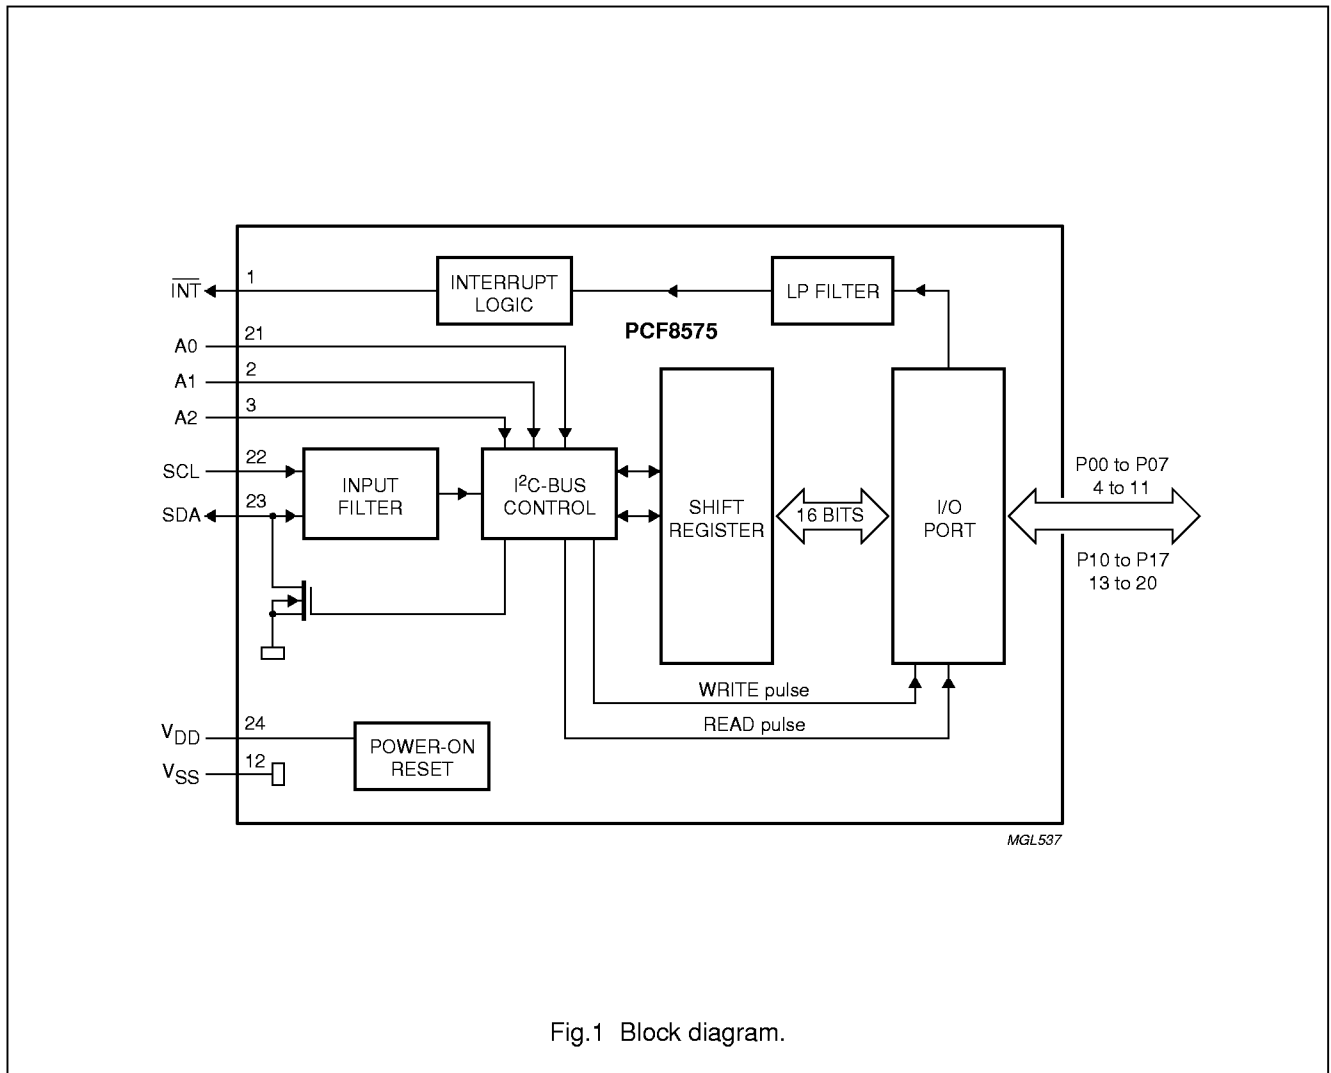 1
INT
INTERRUPT
LOGIC
LP FILTER
PCF8575
21
A0
2
A1
3
A2
22
SCL
23
SDA
INPUT
FILTER
I²C-BUS
CONTROL
SHIFT
REGISTER
16 BITS
I/O
PORT
P00 to P07
4 to 11
P10 to P17
13 to 20
WRITE pulse
READ pulse
24
VDD
12
VSS
POWER-ON
RESET
MGL537
Fig.1 Block diagram.